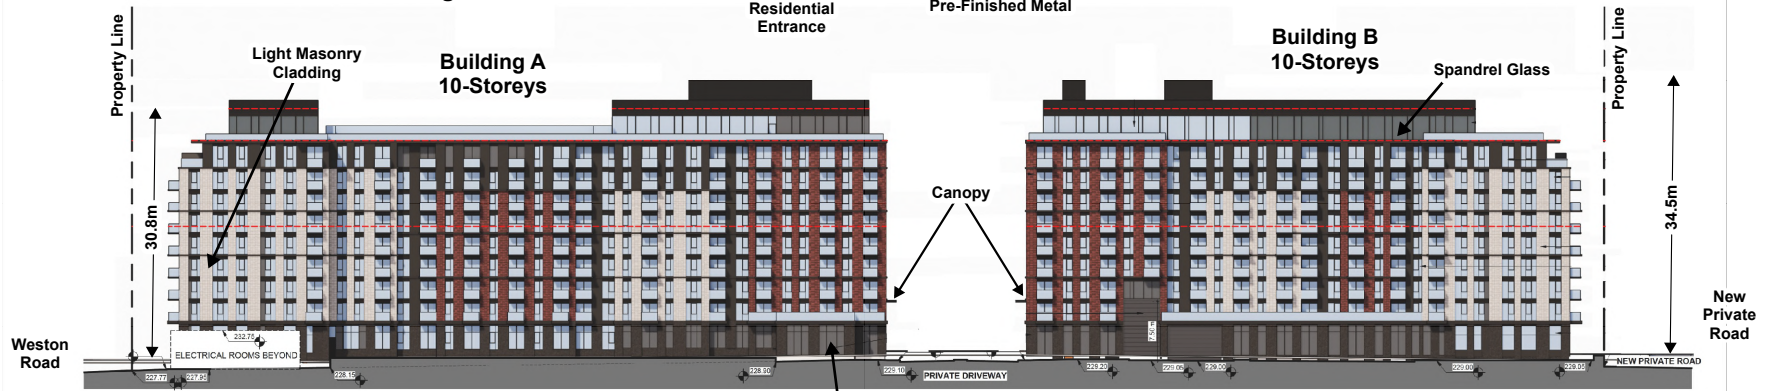 Residential
Entrance
Pre-Finished Metal
Property Line
Light Masonry
Cladding
Building A
10-Storeys
Building B
10-Storeys
Spandrel Glass
Property Line
30.8m
Canopy
34.5m
Weston
Road
New
Private
Road
232.75
ELECTRICAL ROOMS BEYOND
NEW PRIVATE ROAD
227.77
227.95
228.15
228.90
229.10
PRIVATE DRIVEWAY
229.20
229.05
229.00
229.00
229.05